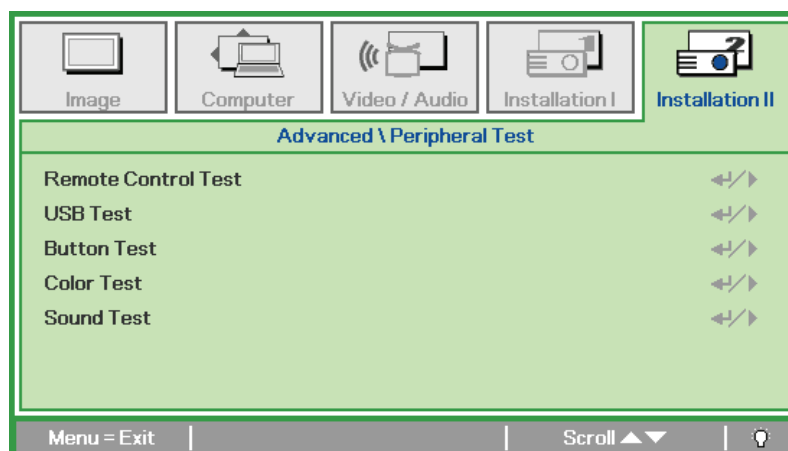 Image
Computer
Video / Audio
Installation I
Installation II
Advanced \ Peripheral Test
Remote Control Test
USB Test
Button Test
Color Test
Sound Test
Menu = Exit
Scroll ▲▼